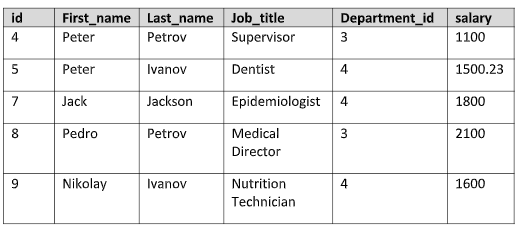 id First_name Last_name Job_title Department_id salary
4 Peter Petrov Supervisor 3 1100
5 Peter Ivanov Dentist 4 1500.23
7 Jack Jackson Epidemiologist 4 1800
8 Pedro Petrov Medical 3 2100
Director
9 Nikolay Ivanov Nutrition 4 1600
Technician